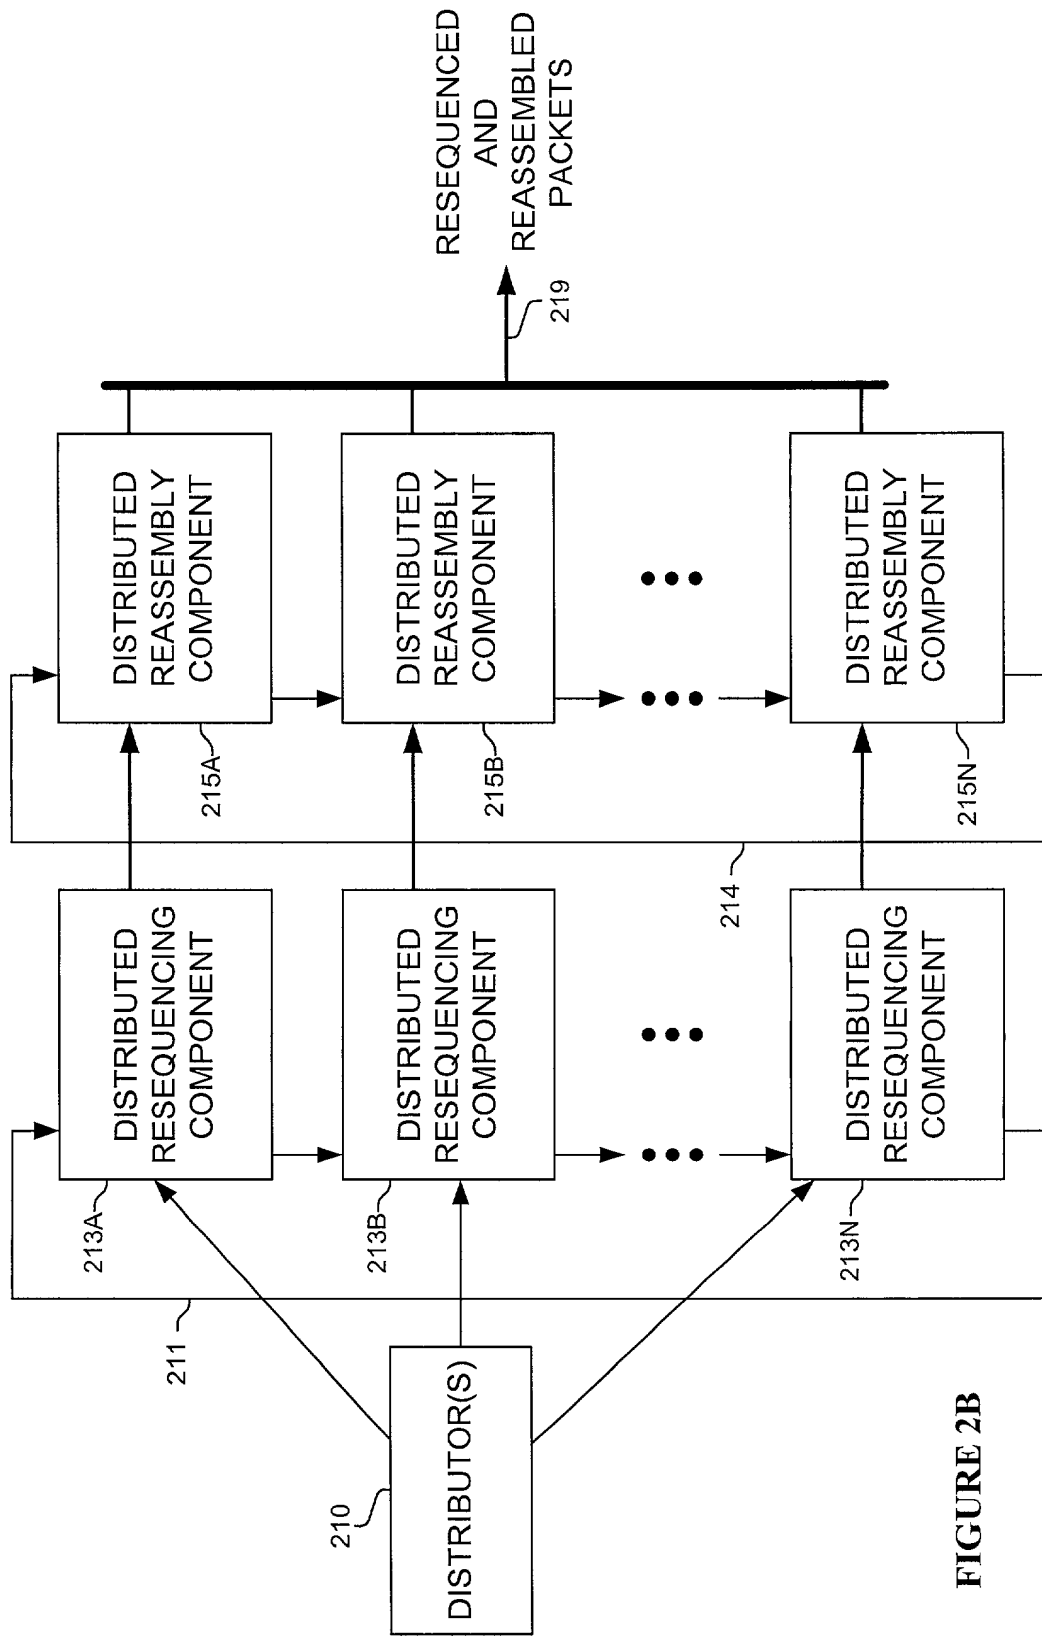 DISTRIBUTOR(S)
210
211
213A
DISTRIBUTED
RESEQUENCING
COMPONENT
213B
DISTRIBUTED
RESEQUENCING
COMPONENT
213N
DISTRIBUTED
RESEQUENCING
COMPONENT
214
215A
DISTRIBUTED
REASSEMBLY
COMPONENT
215B
DISTRIBUTED
REASSEMBLY
COMPONENT
215N
DISTRIBUTED
REASSEMBLY
COMPONENT
219
RESEQUENCED
AND
REASSEMBLED
PACKETS
FIGURE 2B